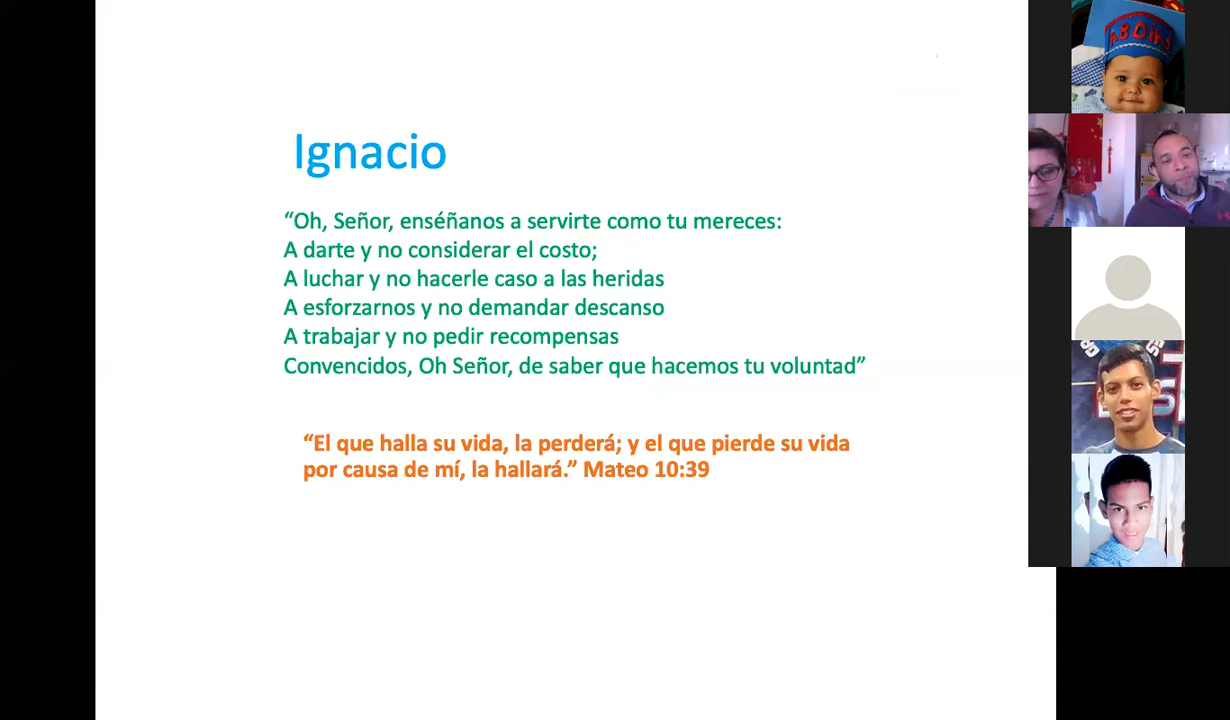 Ignacio
“Oh, Señor, enséñanos a servirte como tu mereces:
A darte y no considerar el costo;
A luchar y no hacerle caso a las heridas
A esforzarnos y no demandar descanso
A trabajar y no pedir recompensas
Convencidos, Oh Señor, de saber que hacemos tu voluntad”
“El que halla su vida, la perderá; y el que pierde su vida
por causa de mí, la hallará.” Mateo 10:39